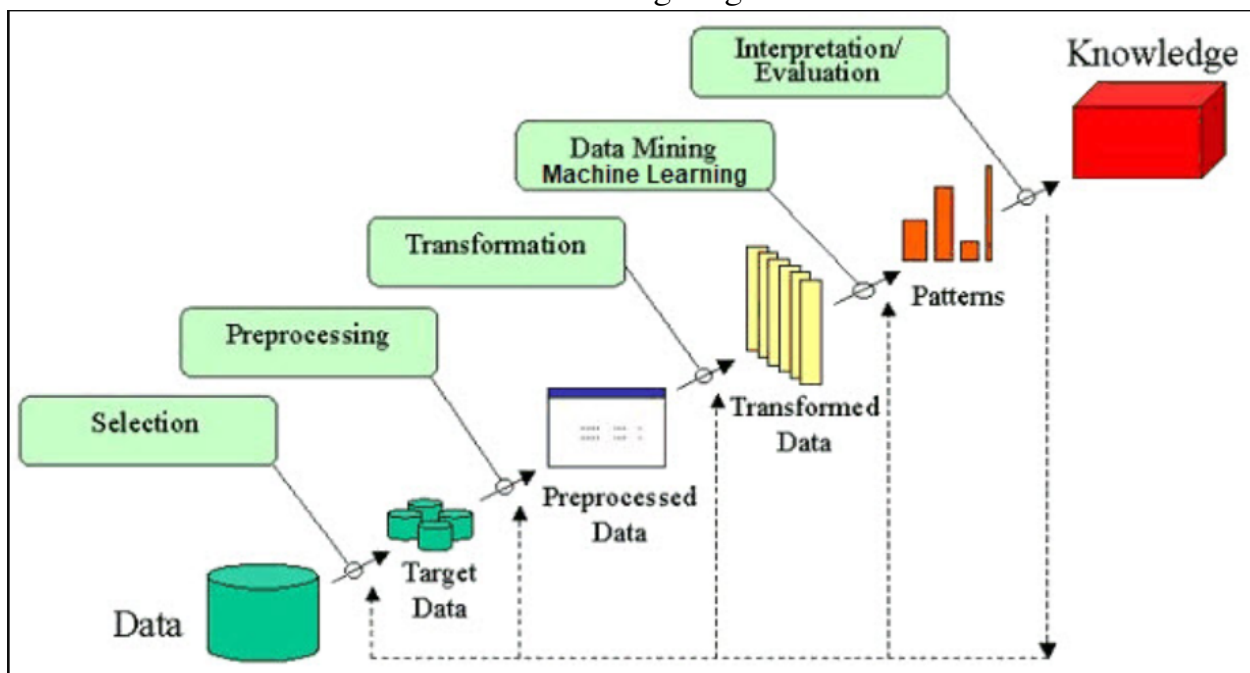 Interpretation/
Evaluation
Knowledge
Data Mining
Machine Learning
Transformation
Patterns
Preprocessing
Transformed
Data
Selection
Preprocessed
Data
Target
Data
Data